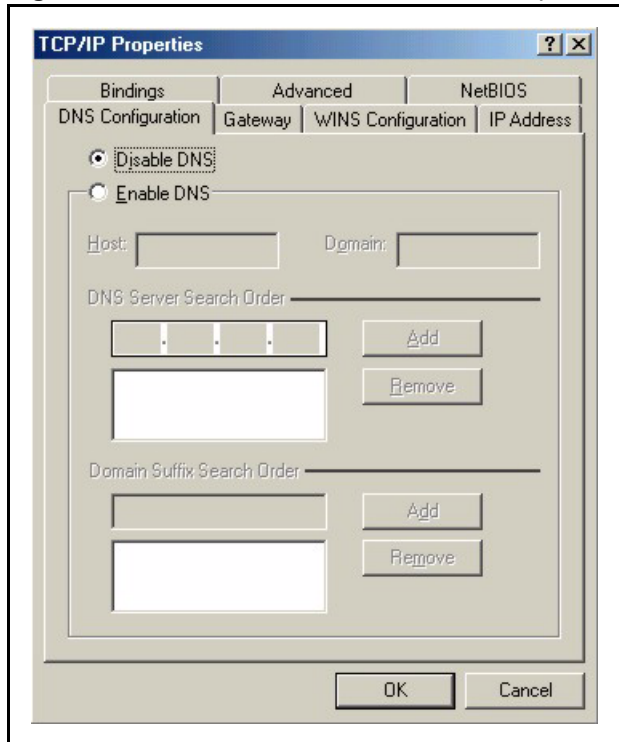 TCP/IP Properties
Bindings Advanced NetBIOS
DNS Configuration Gateway WINS Configuration IP Address
Disable DNS
Enable DNS
Host: Domain:
DNS Server Search Order
. . .
Add
Remove
Domain Suffix Search Order
Add
Remove
OK Cancel